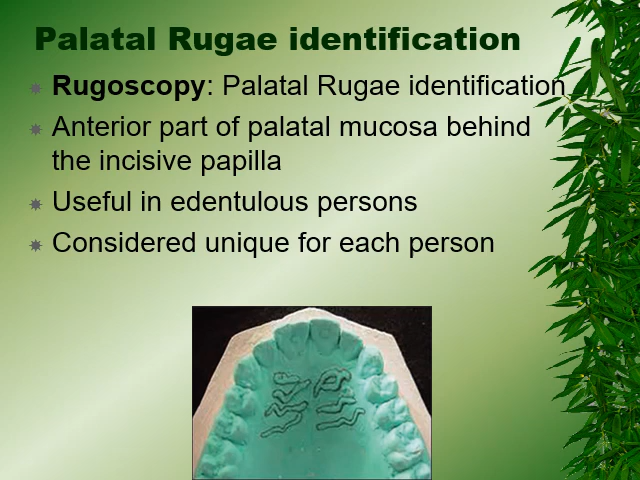 Palatal Rugae identification
Rugoscopy: Palatal Rugae identification
Anterior part of palatal mucosa behind
the incisive papilla
Useful in edentulous persons
Considered unique for each person